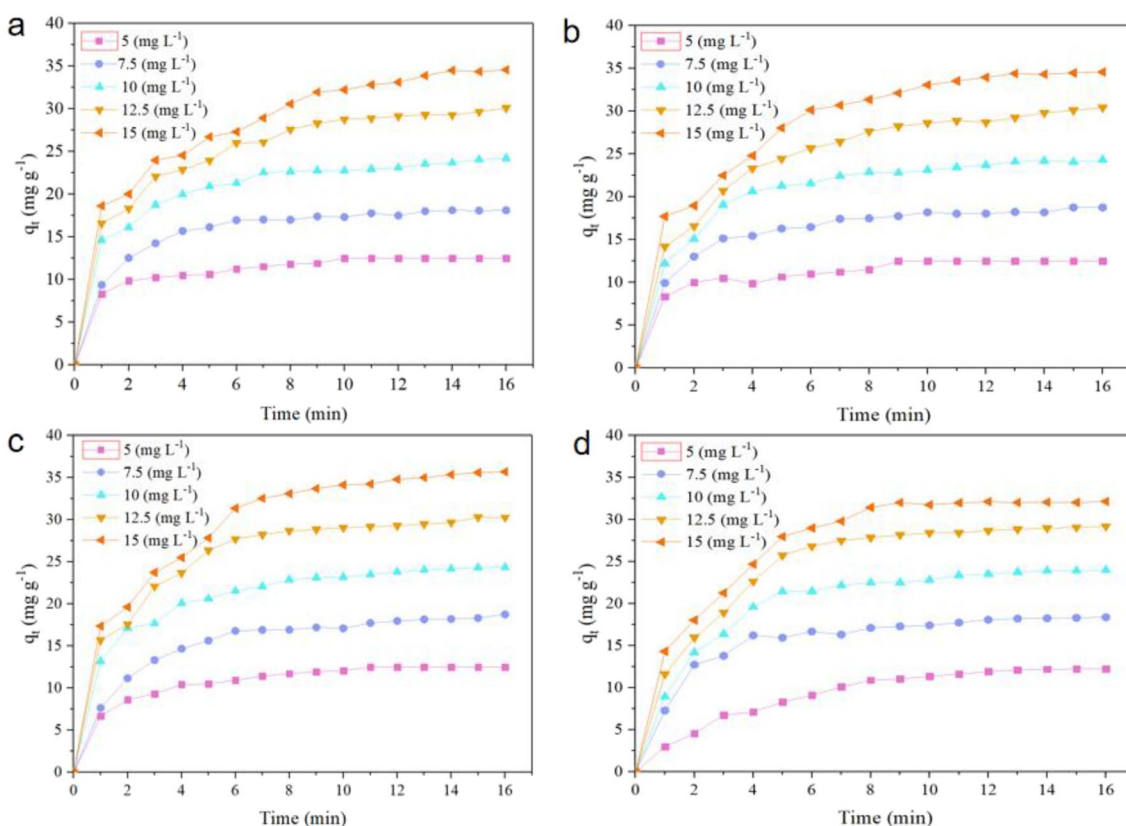 a
40
35
30
25
20
15
10
5
0
qt (mg g-1)
5 (mg L-1)
7.5 (mg L-1)
10 (mg L-1)
12.5 (mg L-1)
15 (mg L-1)
0 2 4 6 8 10 12 14 16
Time (min)
b
40
35
30
25
20
15
10
5
0
qt (mg g-1)
5 (mg L-1)
7.5 (mg L-1)
10 (mg L-1)
12.5 (mg L-1)
15 (mg L-1)
0 2 4 6 8 10 12 14 16
Time (min)
c
40
35
30
25
20
15
10
5
0
qt (mg g-1)
5 (mg L-1)
7.5 (mg L-1)
10 (mg L-1)
12.5 (mg L-1)
15 (mg L-1)
0 2 4 6 8 10 12 14 16
Time (min)
d
40
35
30
25
20
15
10
5
0
qt (mg g-1)
5 (mg L-1)
7.5 (mg L-1)
10 (mg L-1)
12.5 (mg L-1)
15 (mg L-1)
0 2 4 6 8 10 12 14 16
Time (min)